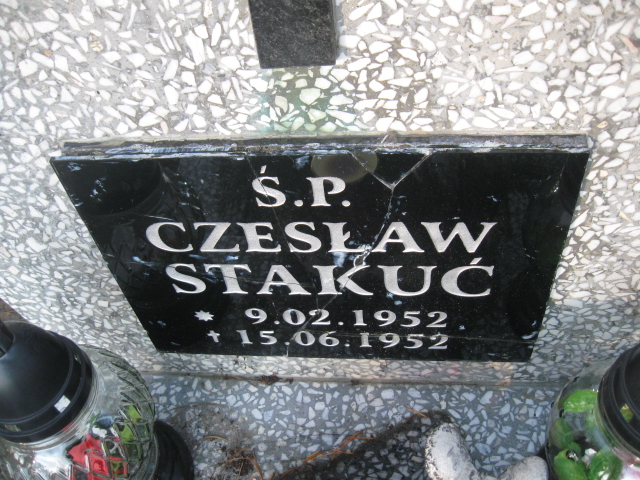 Ś.P.
CZESŁAW
STAKUĆ
* 9.02.1952
† 15.06.1952